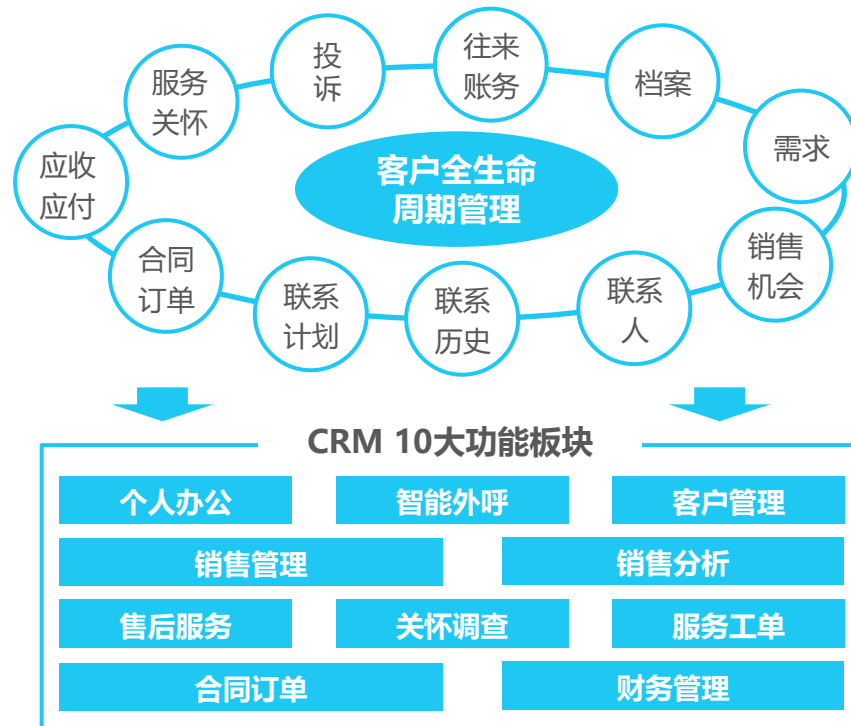 投
诉
往来
账务
服务
关怀
档案
需求
应收
应付
客户全生命
周期管理
销售
机会
合同
订单
联系
计划
联系
历史
联系
人
CRM 10大功能板块
个人办公
智能外呼
客户管理
销售管理
销售分析
售后服务
关怀调查
服务工单
合同订单
财务管理